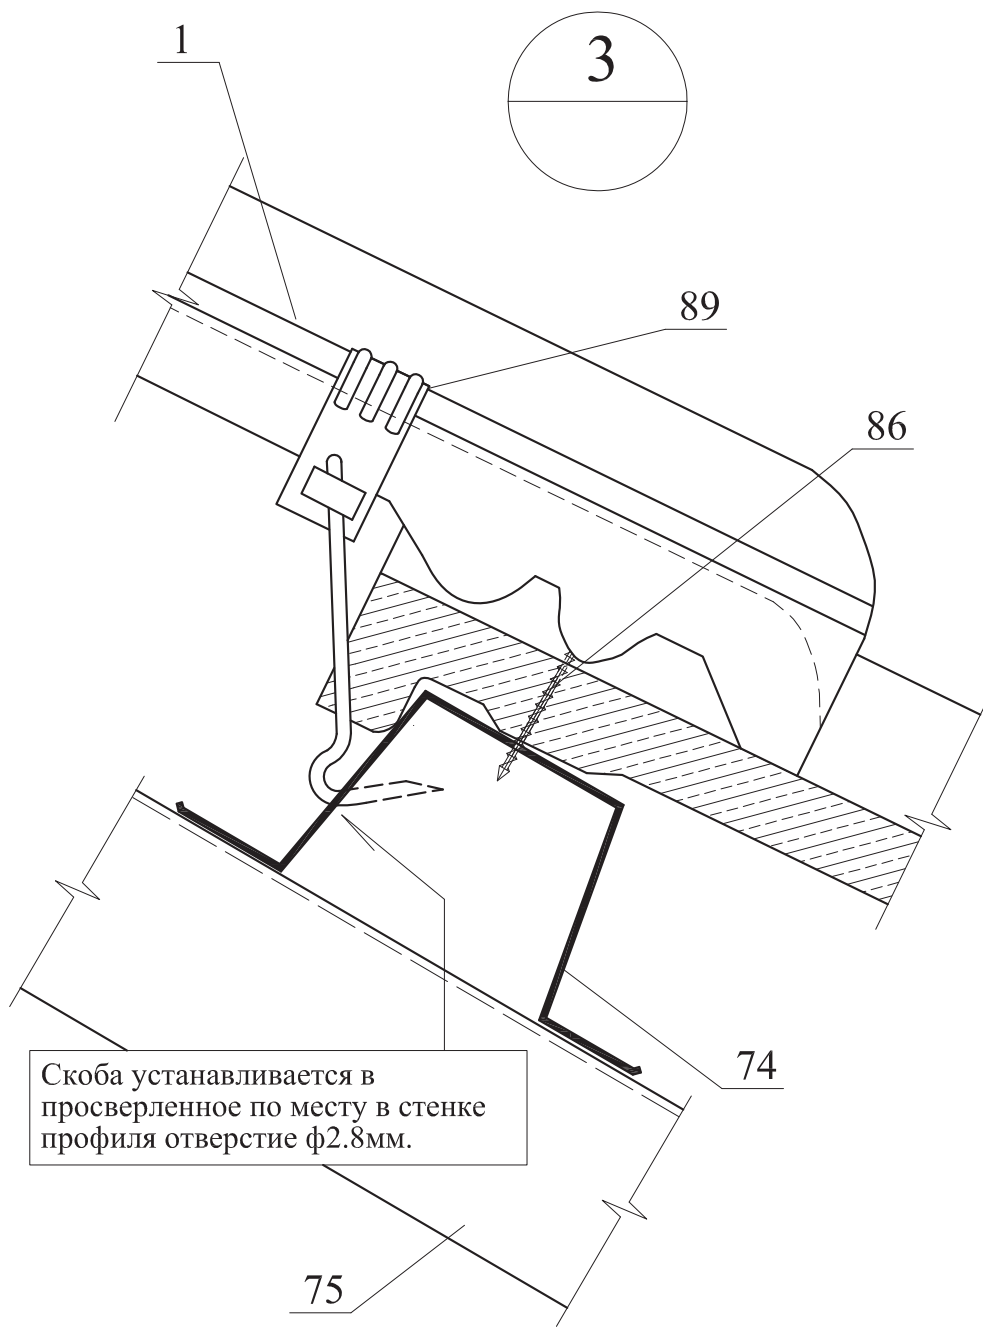 1
3
89
86
74
Скоба устанавливается в
просверленное по месту в стенке
профиля отверстие ф2.8мм.
75